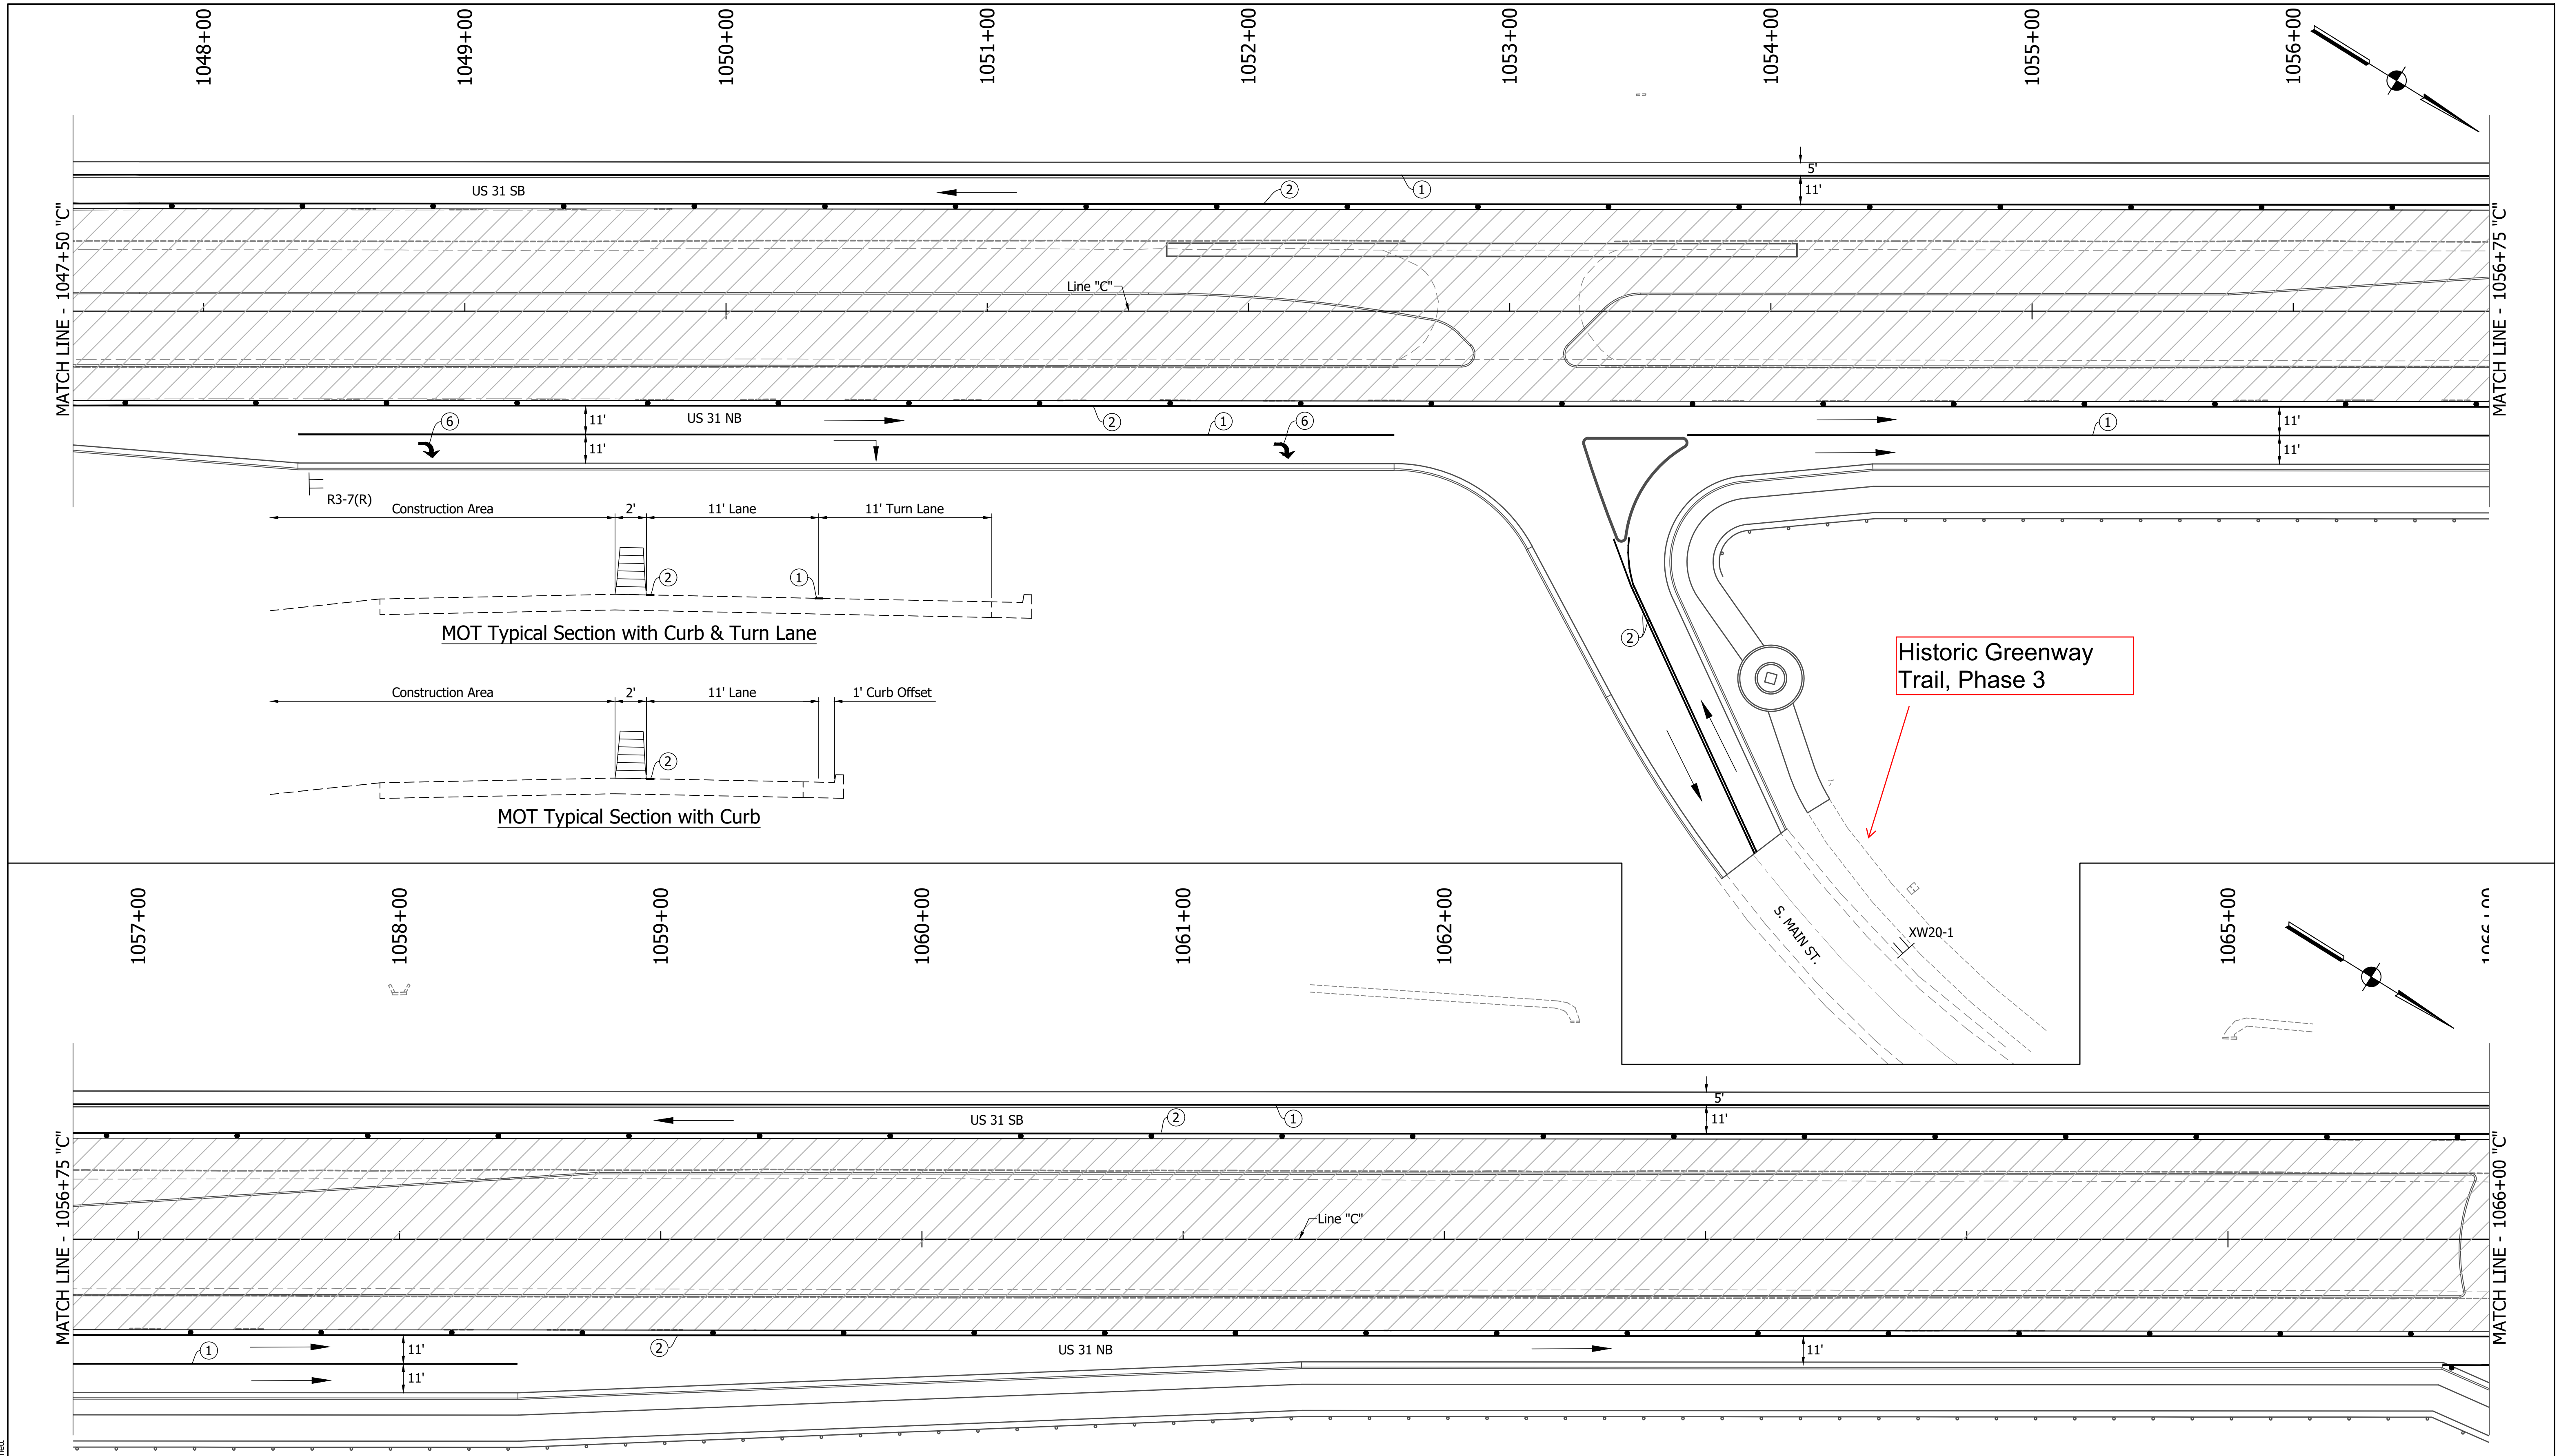 1048+00
1049+00
1050+00
1051+00
1052+00
1053+00
1054+00
1055+00
1056+00
MATCH LINE - 1047+50 "C"
MATCH LINE - 1056+75 "C"
5'
11'
US 31 SB
2
1
Line "C"
6
11'
US 31 NB
2
1
6
1
11'
11'
11'
R3-7(R)
Construction Area
2'
11' Lane
11' Turn Lane
2
1
MOT Typical Section with Curb & Turn Lane
Construction Area
2'
11' Lane
1' Curb Offset
2
MOT Typical Section with Curb
2
Historic Greenway
Trail, Phase 3
S. MAIN ST.
XW20-1
1057+00
1058+00
1059+00
1060+00
1061+00
1062+00
1065+00
MATCH LINE - 1056+75 "C"
MATCH LINE - 1066+00 "C"
5'
11'
US 31 SB
2
1
Line "C"
1
11'
11'
2
US 31 NB
11'